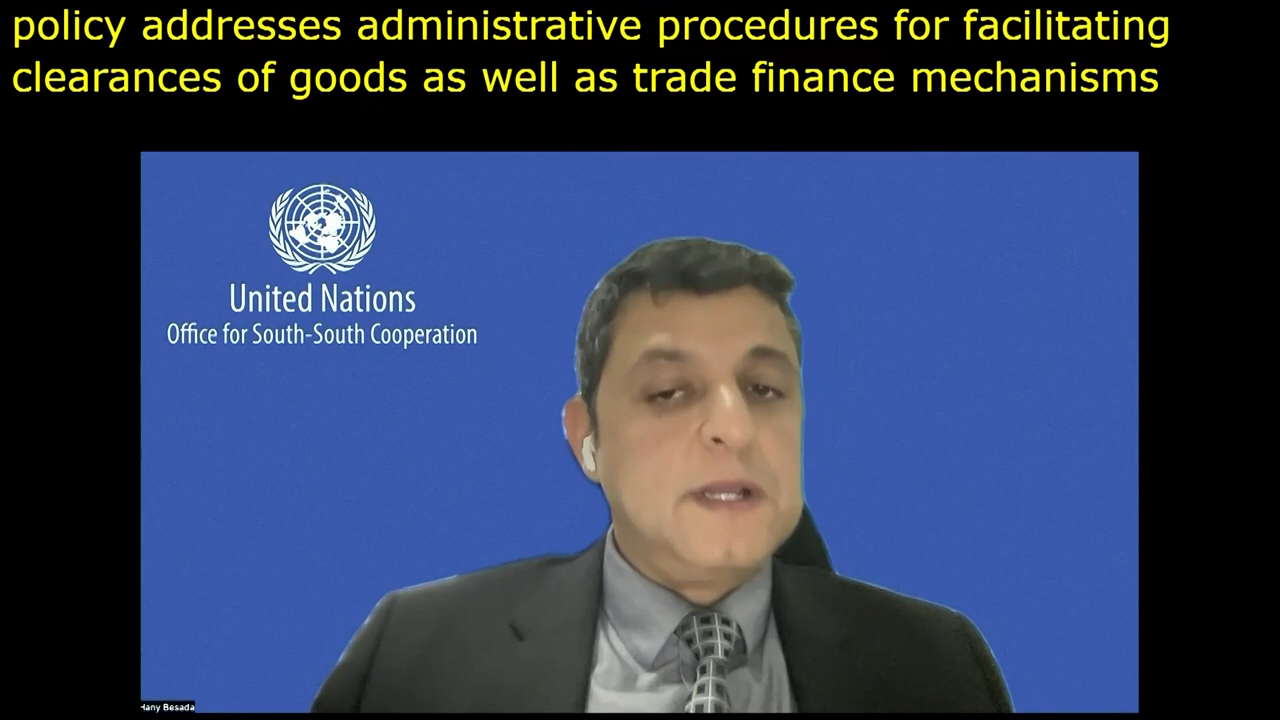 policy addresses administrative procedures for facilitating
clearances of goods as well as trade finance mechanisms
United Nations
Office for South-South Cooperation
Hany Besada